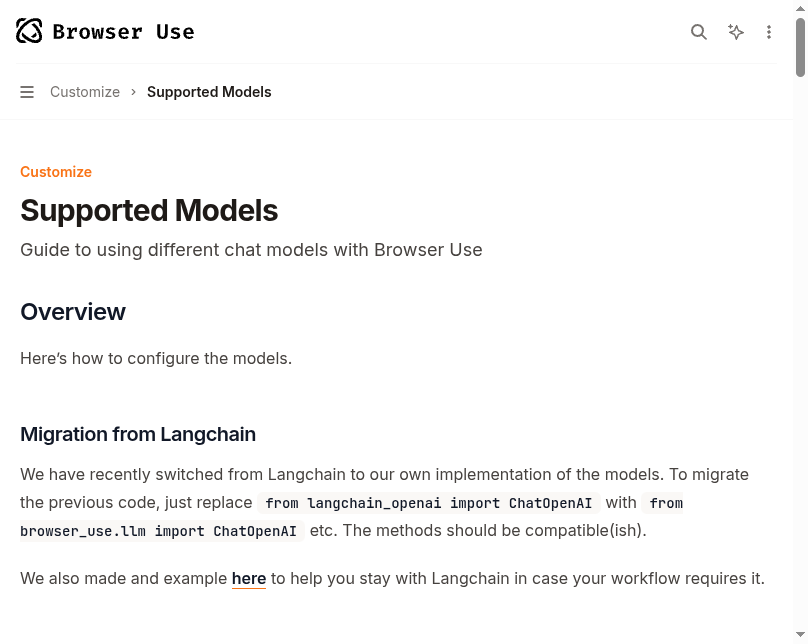 Browser Use
Customize › Supported Models
Customize
Supported Models
Guide to using different chat models with Browser Use
Overview
Here’s how to configure the models.
Migration from Langchain
We have recently switched from Langchain to our own implementation of the models. To migrate
the previous code, just replace from langchain_openai import ChatOpenAI with from
browser_use.llm import ChatOpenAI etc. The methods should be compatible(ish).
We also made and example here to help you stay with Langchain in case your workflow requires it.